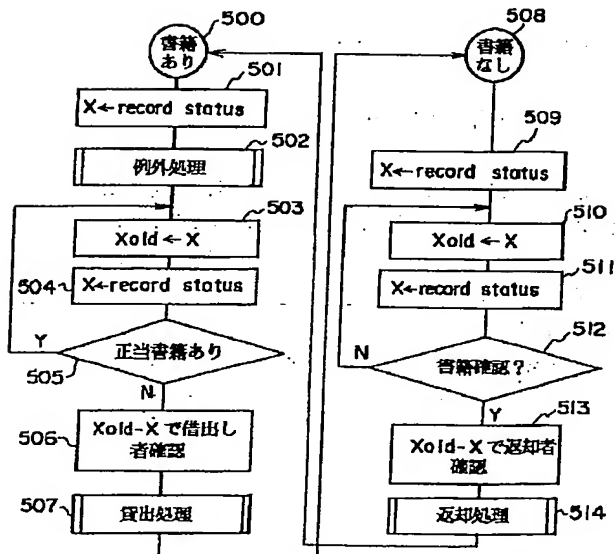 500
書籍
あり
501
X←record status
502
例外処理
503
Xold←X
504
X←record status
Y
正当書籍あり
505
N
506
Xold-Xで借出し
者確認
507
貸出処理
508
書籍
なし
509
X←record status
510
Xold←X
511
X←record status
512
N
書籍確認?
Y
513
Xold-Xで返却者
確認
返却処理
514